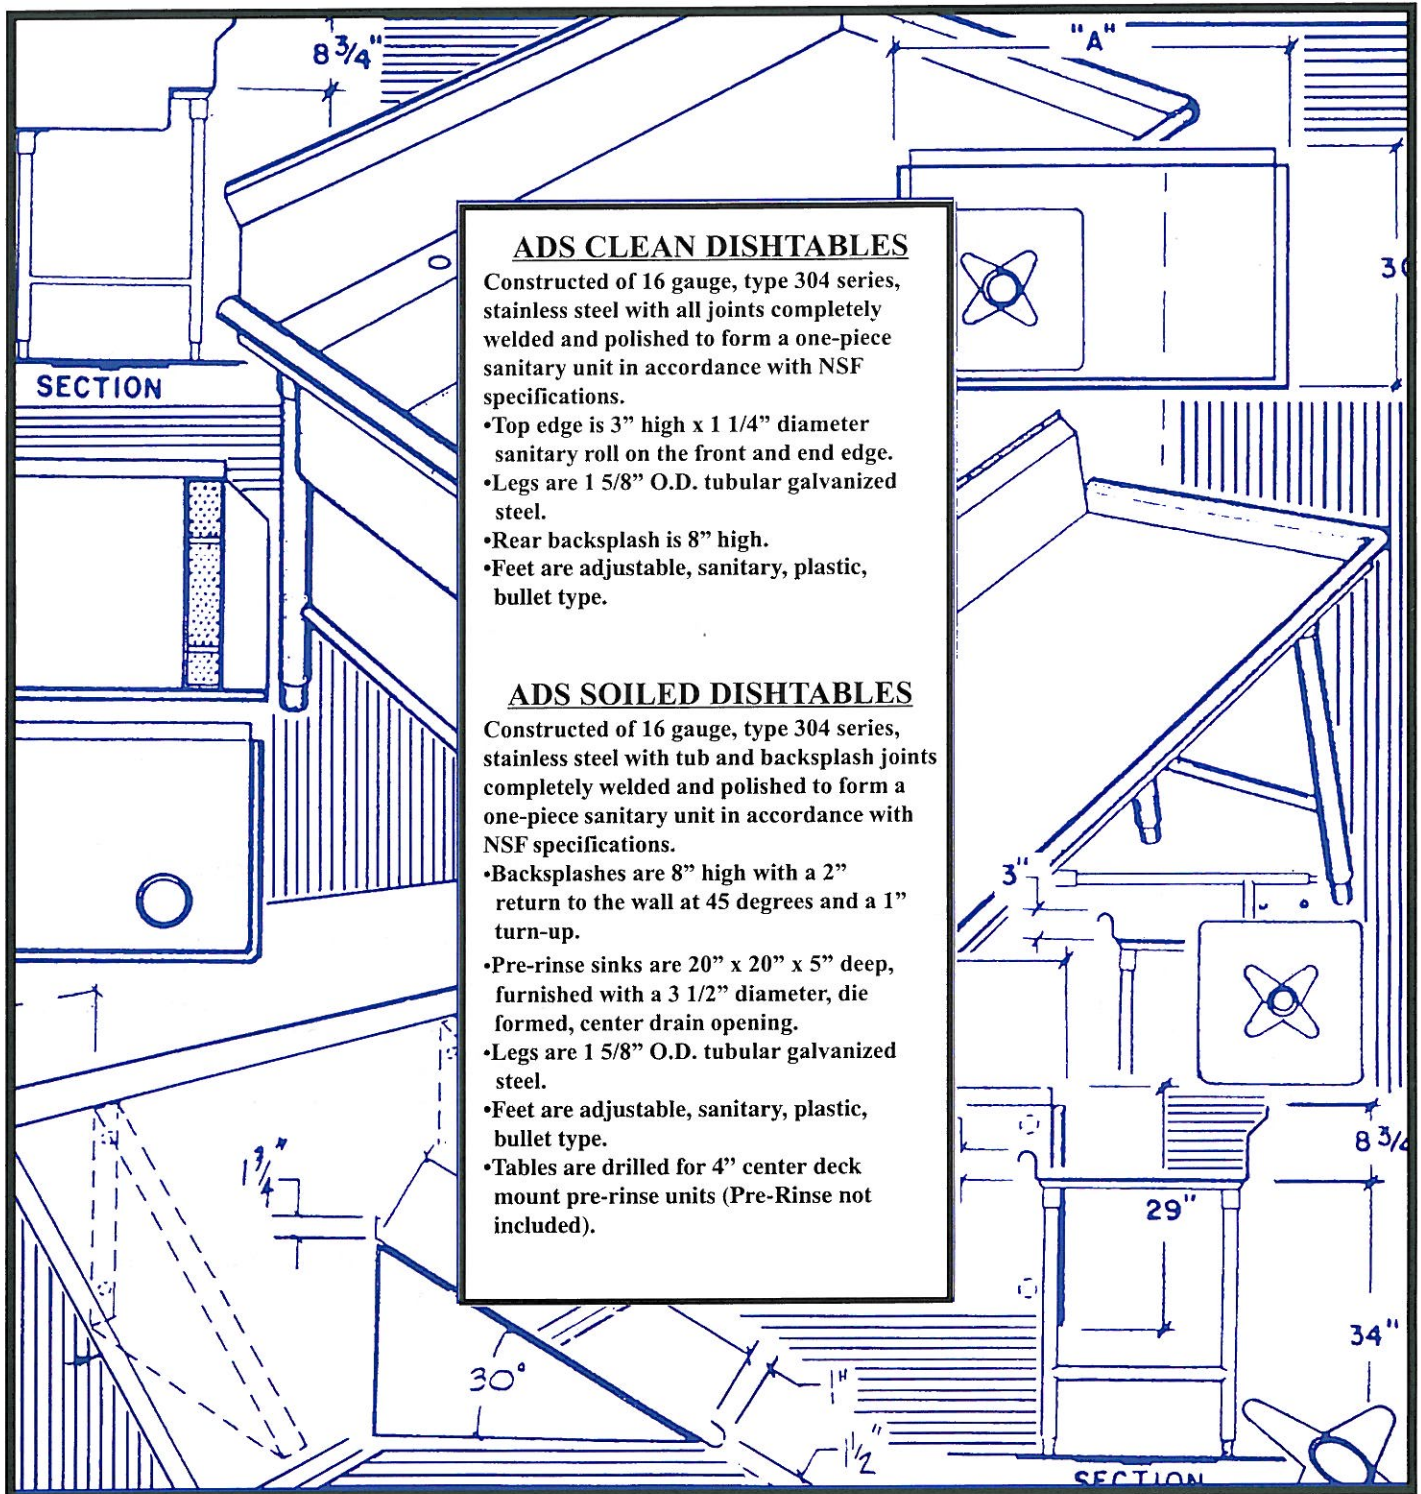 8 3/4"
"A"
SECTION
ADS CLEAN DISHTABLES
Constructed of 16 gauge, type 304 series,
stainless steel with all joints completely
welded and polished to form a one-piece
sanitary unit in accordance with NSF
specifications.
•Top edge is 3” high x 1 1/4” diameter
sanitary roll on the front and end edge.
•Legs are 1 5/8” O.D. tubular galvanized
steel.
•Rear backsplash is 8” high.
•Feet are adjustable, sanitary, plastic,
bullet type.
ADS SOILED DISHTABLES
Constructed of 16 gauge, type 304 series,
stainless steel with tub and backsplash joints
completely welded and polished to form a
one-piece sanitary unit in accordance with
NSF specifications.
•Backsplashes are 8” high with a 2”
return to the wall at 45 degrees and a 1”
turn-up.
•Pre-rinse sinks are 20” x 20” x 5” deep,
furnished with a 3 1/2” diameter, die
formed, center drain opening.
•Legs are 1 5/8” O.D. tubular galvanized
steel.
•Feet are adjustable, sanitary, plastic,
bullet type.
•Tables are drilled for 4” center deck
mount pre-rinse units (Pre-Rinse not
included).
3"
8 3/4
1 3/4"
29"
34"
30°
1"
1 1/2"
SECTION